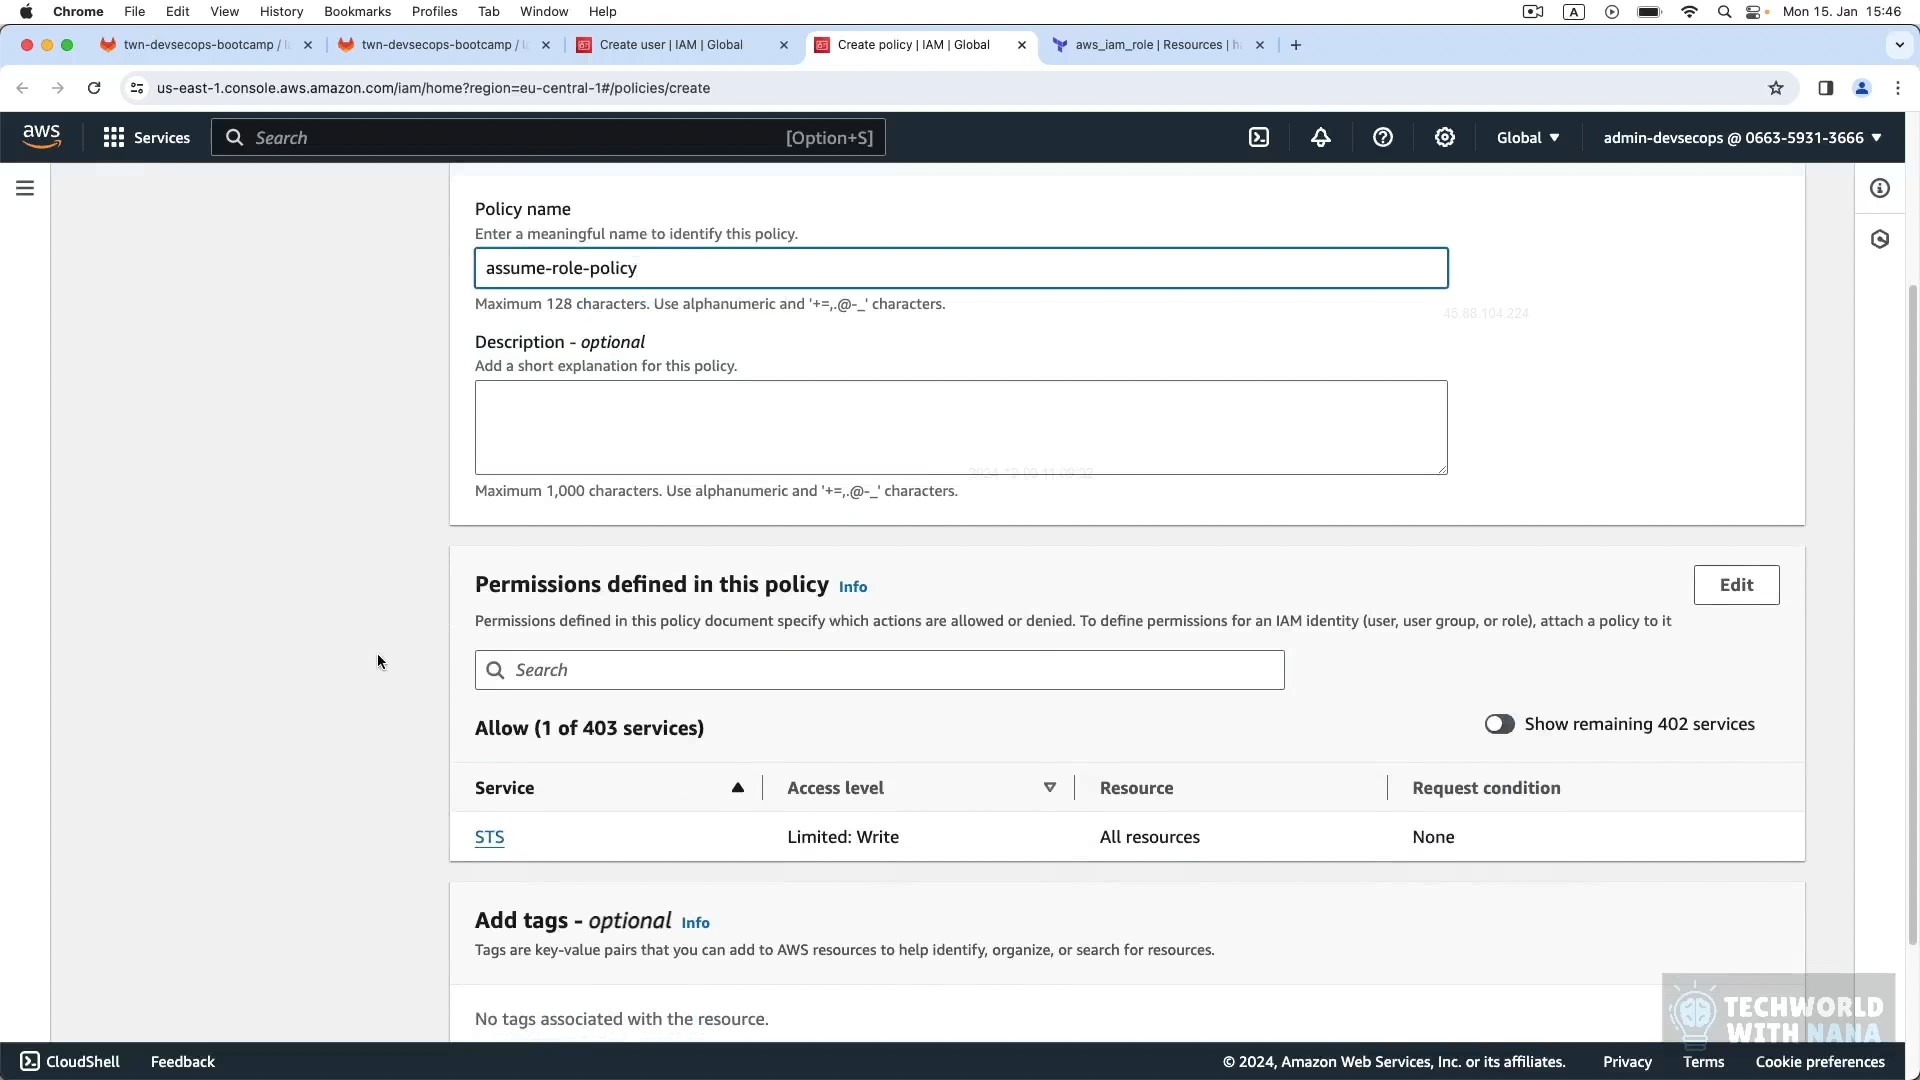 Chrome File Edit View History Bookmarks Profiles Tab Window Help A Mon 15. Jan 15:46
twn-devsecops-bootcamp / twn-devsecops-bootcamp / Create user | IAM | Global Create policy | IAM | Global aws_iam_role | Resources |
us-east-1.console.aws.amazon.com/iam/home?region=eu-central-1#/policies/create
aws Services Search [Option+S] Global admin-devsecops @ 0663-5931-3666
Policy name
Enter a meaningful name to identify this policy.
assume-role-policy
Maximum 128 characters. Use alphanumeric and '+=,.@-_' characters.
45.88.104.224
Description - optional
Add a short explanation for this policy.
Maximum 1,000 characters. Use alphanumeric and '+=,.@-_' characters.
Permissions defined in this policy Info Edit
Permissions defined in this policy document specify which actions are allowed or denied. To define permissions for an IAM identity (user, user group, or role), attach a policy to it
Search
Allow (1 of 403 services) Show remaining 402 services
Service Access level Resource Request condition
STS Limited: Write All resources None
Add tags - optional Info
Tags are key-value pairs that you can add to AWS resources to help identify, organize, or search for resources.
No tags associated with the resource.
TECHWORLD
WITH NANA
CloudShell Feedback © 2024, Amazon Web Services, Inc. or its affiliates. Privacy Terms Cookie preferences